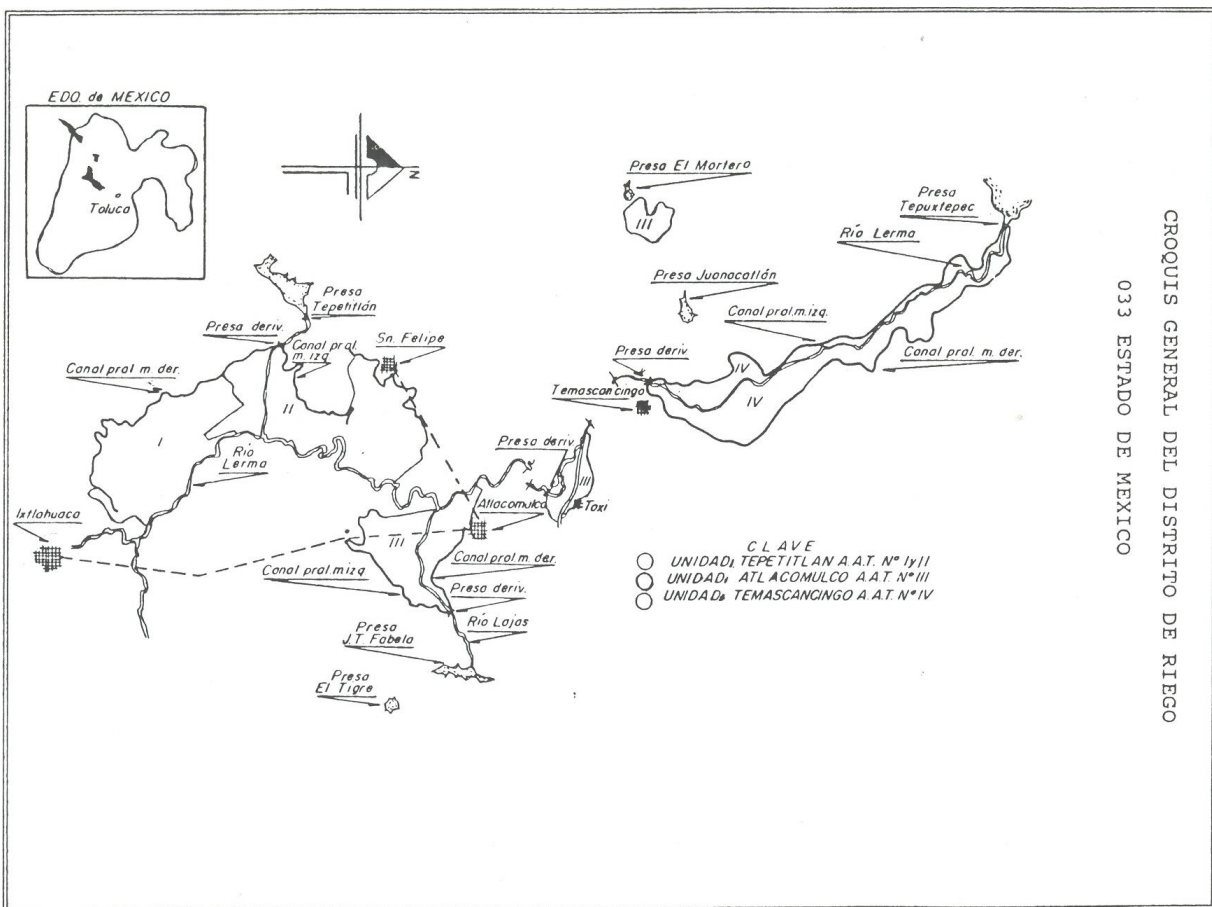 CROQUIS GENERAL DEL DISTRITO DE RIEGO
033 ESTADO DE MEXICO
EDO. de MEXICO
Toluca
N
Presa El Mortero
III
Presa
Tepuxtepec
Río Lerma
Presa Juanacatlán
Canal pral.m.izq.
Canal pral. m. der.
Presa deriv.
IV
IV
Temascancingo
Presa
Tepetitlán
Presa deriv.
Canal pral.
m. izq
Sn. Felipe
Canal pral m. der.
II
I
Río
Lerma
Presa deriv.
III
Toxi
Ixtlahuaca
Atlacomulco
III
Canal pral m. der.
Canal pral.m.izq.
Presa deriv.
Río Lajas
Presa
J.T. Fabela
Presa
El Tigre
CLAVE
UNIDAD: TEPETITLAN A.A.T. Nº I y II
UNIDAD: ATLACOMULCO A.A.T. Nº III
UNIDAD: TEMASCANCINGO A.A.T. Nº IV